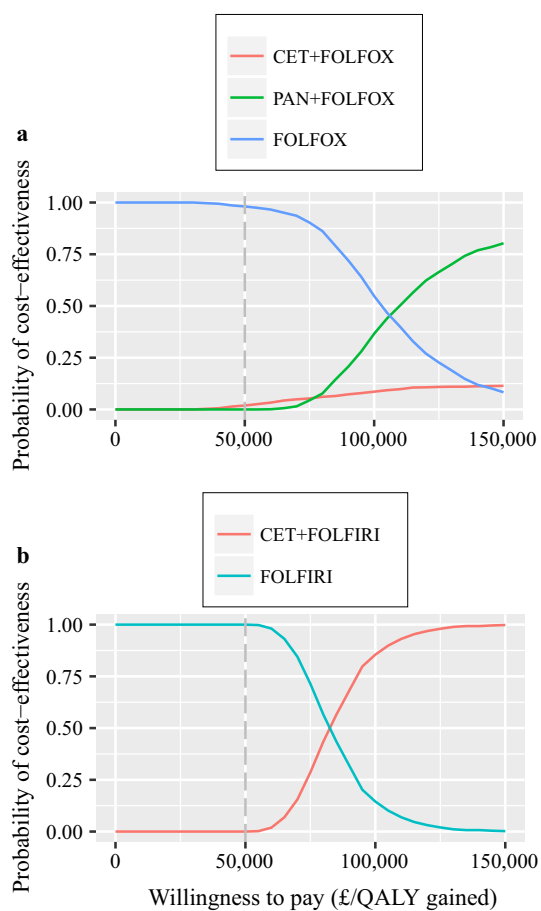 CET+FOLFOX
PAN+FOLFOX
FOLFOX
a
Probability of cost–effectiveness
1.00
0.75
0.50
0.25
0.00
0
50,000
100,000
150,000
CET+FOLFIRI
FOLFIRI
b
Probability of cost–effectiveness
1.00
0.75
0.50
0.25
0.00
0
50,000
100,000
150,000
Willingness to pay (£/QALY gained)